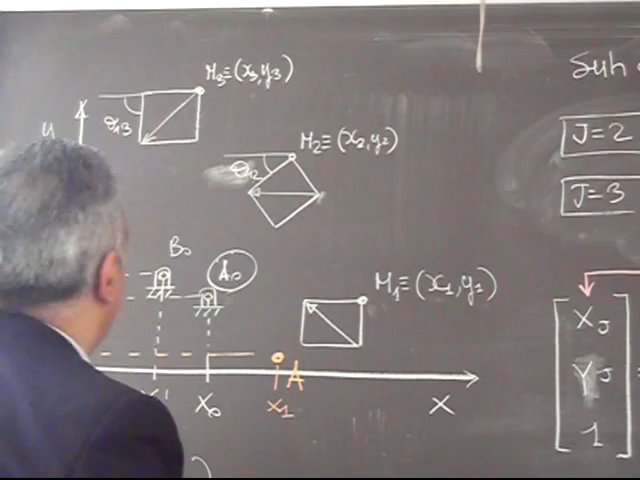 M3≡(x3,y3)
θ13
y
M2≡(x2,y2)
θ12
B0
A0
M1≡(x1,y1)
A
X0
x1
X
J=2
J=3
XJ
YJ
1